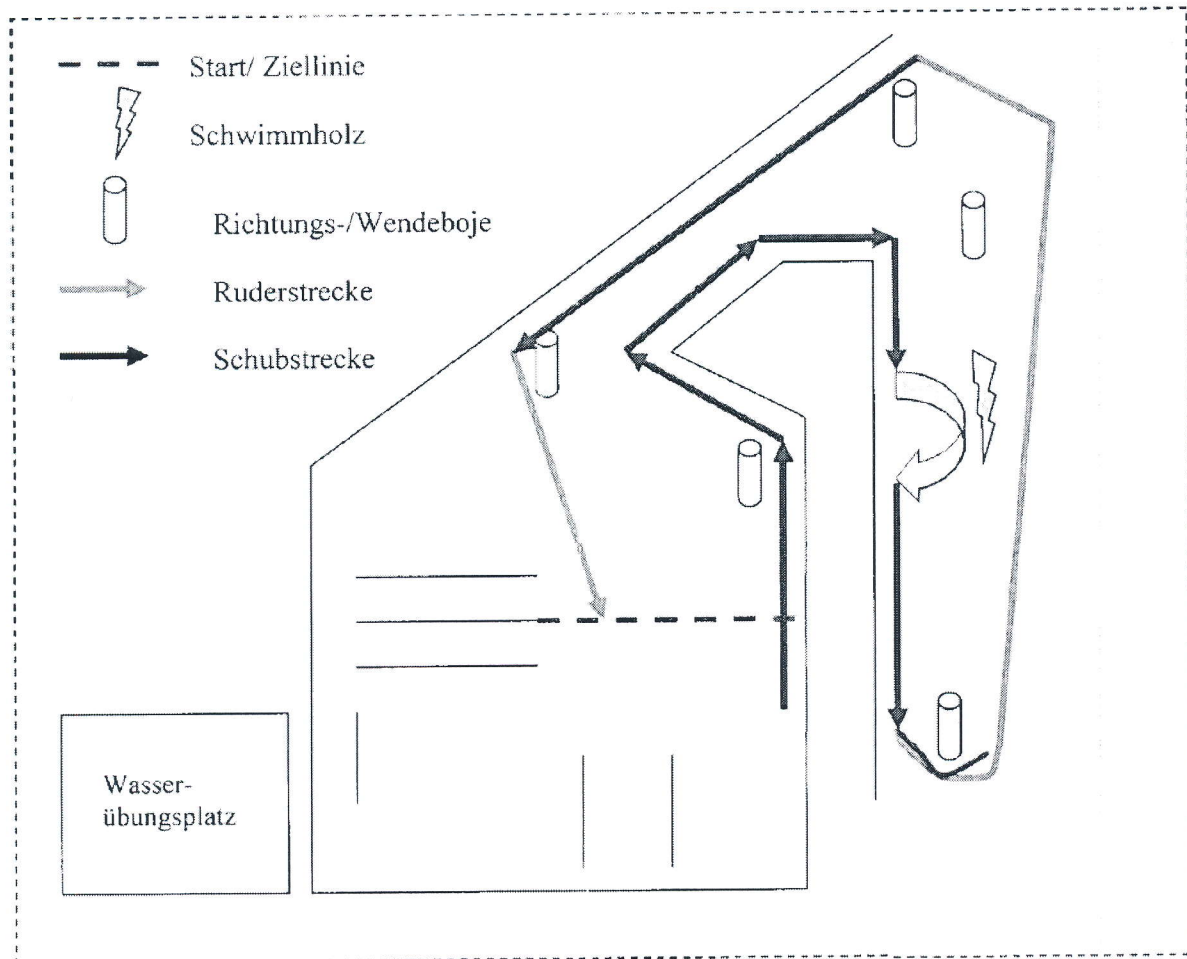 Start/ Ziellinie
Schwimmholz
Richtungs-/Wendeboje
Ruderstrecke
Schubstrecke
Wasser-
übungsplatz